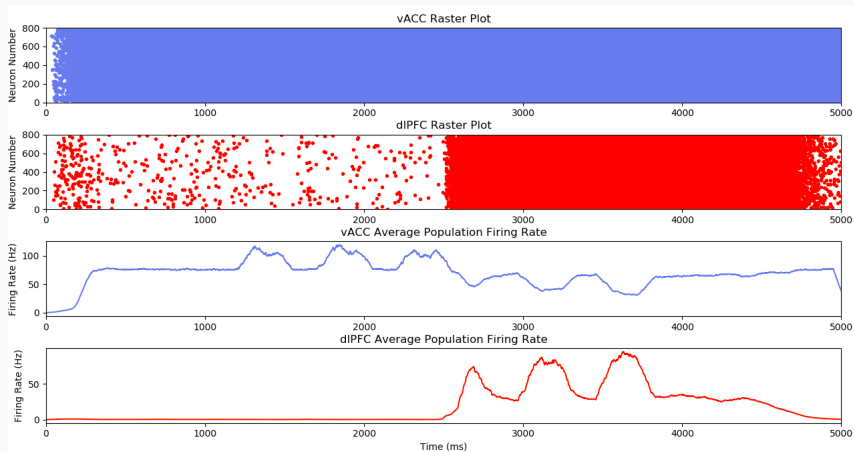 vACC Raster Plot
Neuron Number
800
600
400
200
0
0 1000 2000 3000 4000 5000
dlPFC Raster Plot
Neuron Number
800
600
400
200
0
0 1000 2000 3000 4000 5000
vACC Average Population Firing Rate
Firing Rate (Hz)
100
50
0
0 1000 2000 3000 4000 5000
dlPFC Average Population Firing Rate
Firing Rate (Hz)
50
0
0 1000 2000 3000 4000 5000
Time (ms)